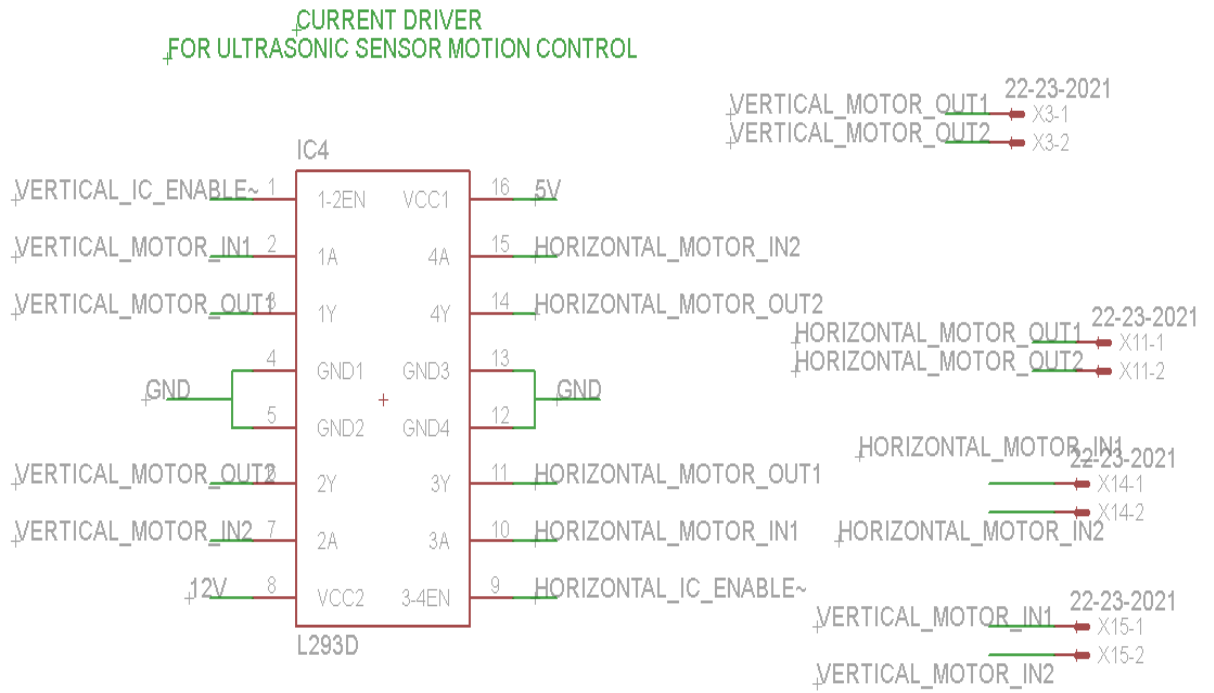 CURRENT DRIVER
FOR ULTRASONIC SENSOR MOTION CONTROL
IC4
VERTICAL_IC_ENABLE~ 1 1-2EN VCC1 16 5V
VERTICAL_MOTOR_IN1 2 1A 4A 15 HORIZONTAL_MOTOR_IN2
VERTICAL_MOTOR_OUT1 3 1Y 4Y 14 HORIZONTAL_MOTOR_OUT2
4 GND1 GND3 13
GND GND
5 GND2 GND4 12
VERTICAL_MOTOR_OUT2 6 2Y 3Y 11 HORIZONTAL_MOTOR_OUT1
VERTICAL_MOTOR_IN2 7 2A 3A 10 HORIZONTAL_MOTOR_IN1
12V 8 VCC2 3-4EN 9 HORIZONTAL_IC_ENABLE~
L293D
22-23-2021
VERTICAL_MOTOR_OUT1 X3-1
VERTICAL_MOTOR_OUT2 X3-2
22-23-2021
HORIZONTAL_MOTOR_OUT1 X11-1
HORIZONTAL_MOTOR_OUT2 X11-2
HORIZONTAL_MOTOR_IN1
22-23-2021
X14-1
X14-2
HORIZONTAL_MOTOR_IN2
22-23-2021
VERTICAL_MOTOR_IN1 X15-1
X15-2
VERTICAL_MOTOR_IN2